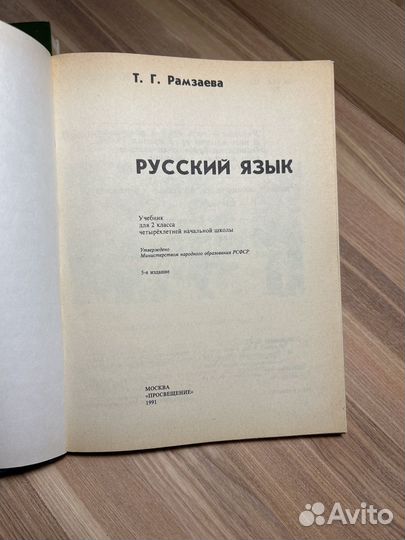 Т. Г. Рамзаева
РУССКИЙ ЯЗЫК
Учебник
для 2 класса
четырёхлетней начальной школы
Утверждено
Министерством народного образования РСФСР
5-е издание
МОСКВА
«ПРОСВЕЩЕНИЕ»
1991
Avito